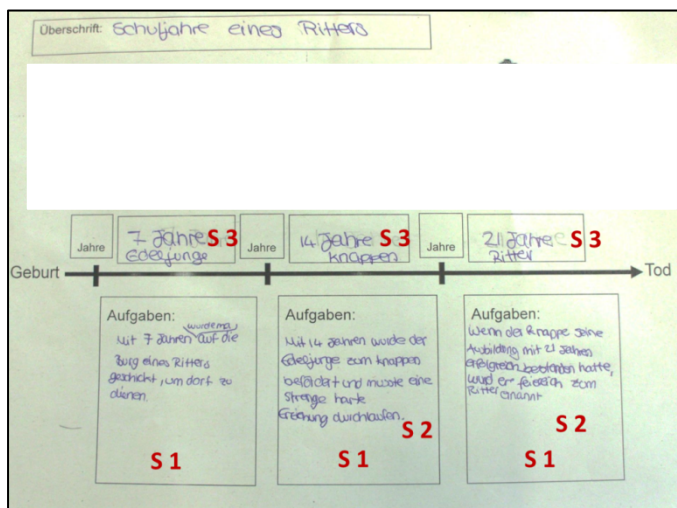 Überschrift: Schuljahre eines Ritters
Jahre
7 Jahre S 3
Edeljunge
Jahre
14 Jahre S 3
Knappen
Jahre
21 Jahre S 3
Ritter
Geburt
Tod
Aufgaben:
wurde ma
Mit 7 Jahren auf die
Burg eines Ritters
geschickt, um dort zu
dienen.
S 1
Aufgaben:
Mit 14 Jahren wurde der
Edeljunge zum Knappen
befördert und musste eine
strenge harte
Erziehung durchlaufen.
S 2
S 1
Aufgaben:
Wenn der Knappe seine
Ausbildung mit 21 Jahren
erfolgreich bestanden hatte,
wurd er feierlich zum
Ritter ernannt
S 2
S 1